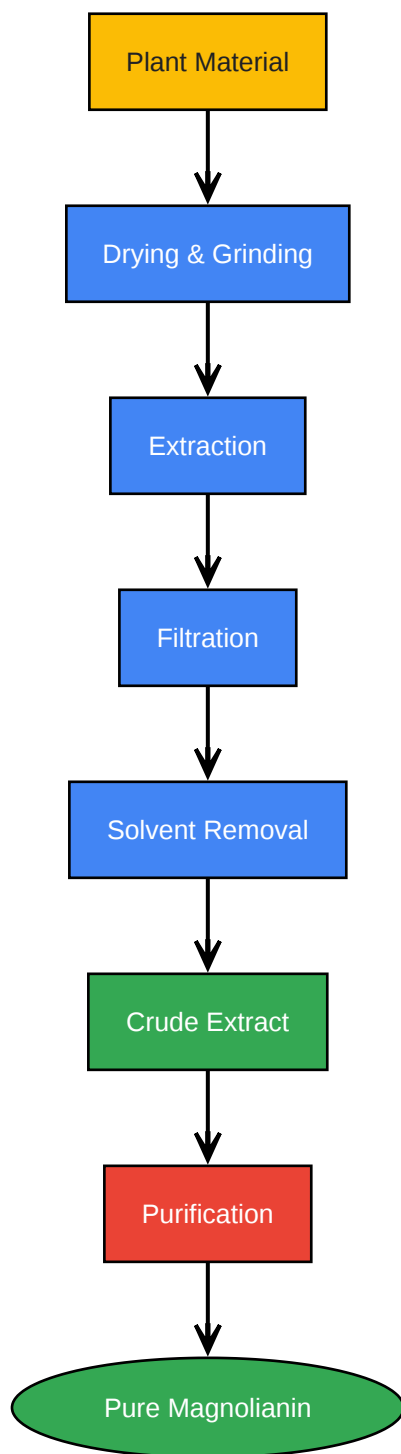 Plant Material
Drying & Grinding
Extraction
Filtration
Solvent Removal
Crude Extract
Purification
Pure Magnolianin